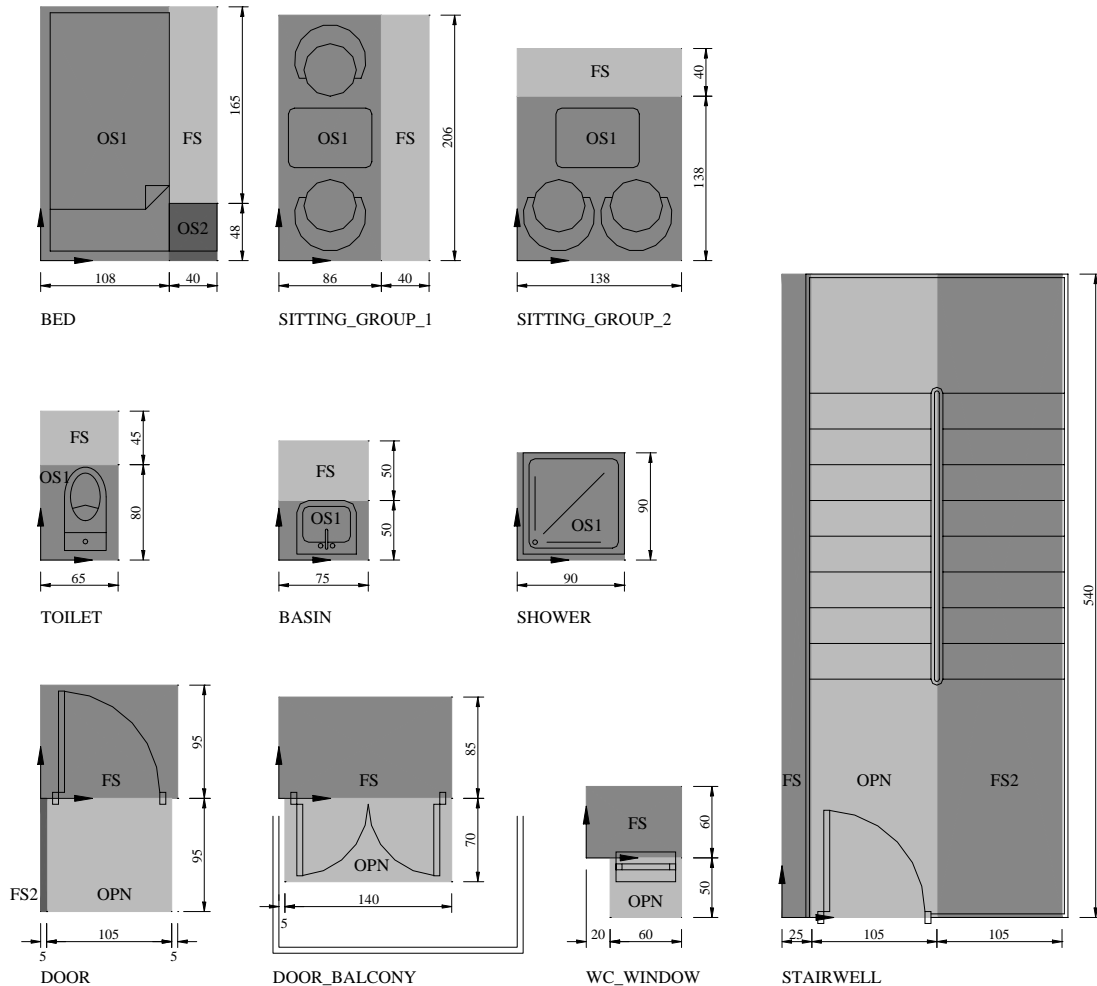 OS1
FS
165
OS2
48
108
40
BED
OS1
FS
206
86
40
SITTING_GROUP_1
FS
40
OS1
138
138
SITTING_GROUP_2
FS
45
OS1
80
65
TOILET
FS
50
OS1
50
75
BASIN
OS1
90
90
SHOWER
FS
95
95
FS2
OPN
5
105
5
DOOR
FS
85
OPN
70
5
140
DOOR_BALCONY
FS
60
OPN
50
20
60
WC_WINDOW
540
FS
OPN
FS2
25
105
105
STAIRWELL